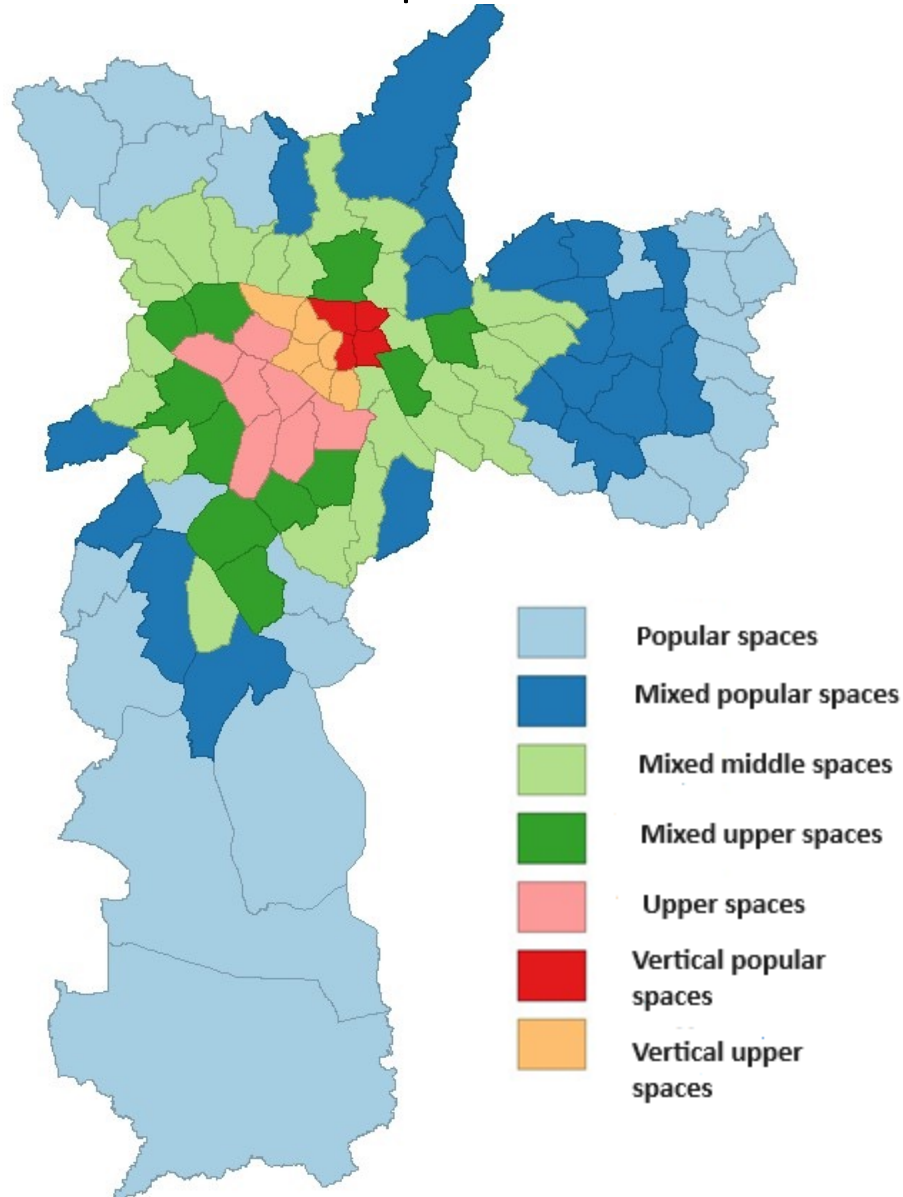 Popular spaces
Mixed popular spaces
Mixed middle spaces
Mixed upper spaces
Upper spaces
Vertical popular
spaces
Vertical upper
spaces